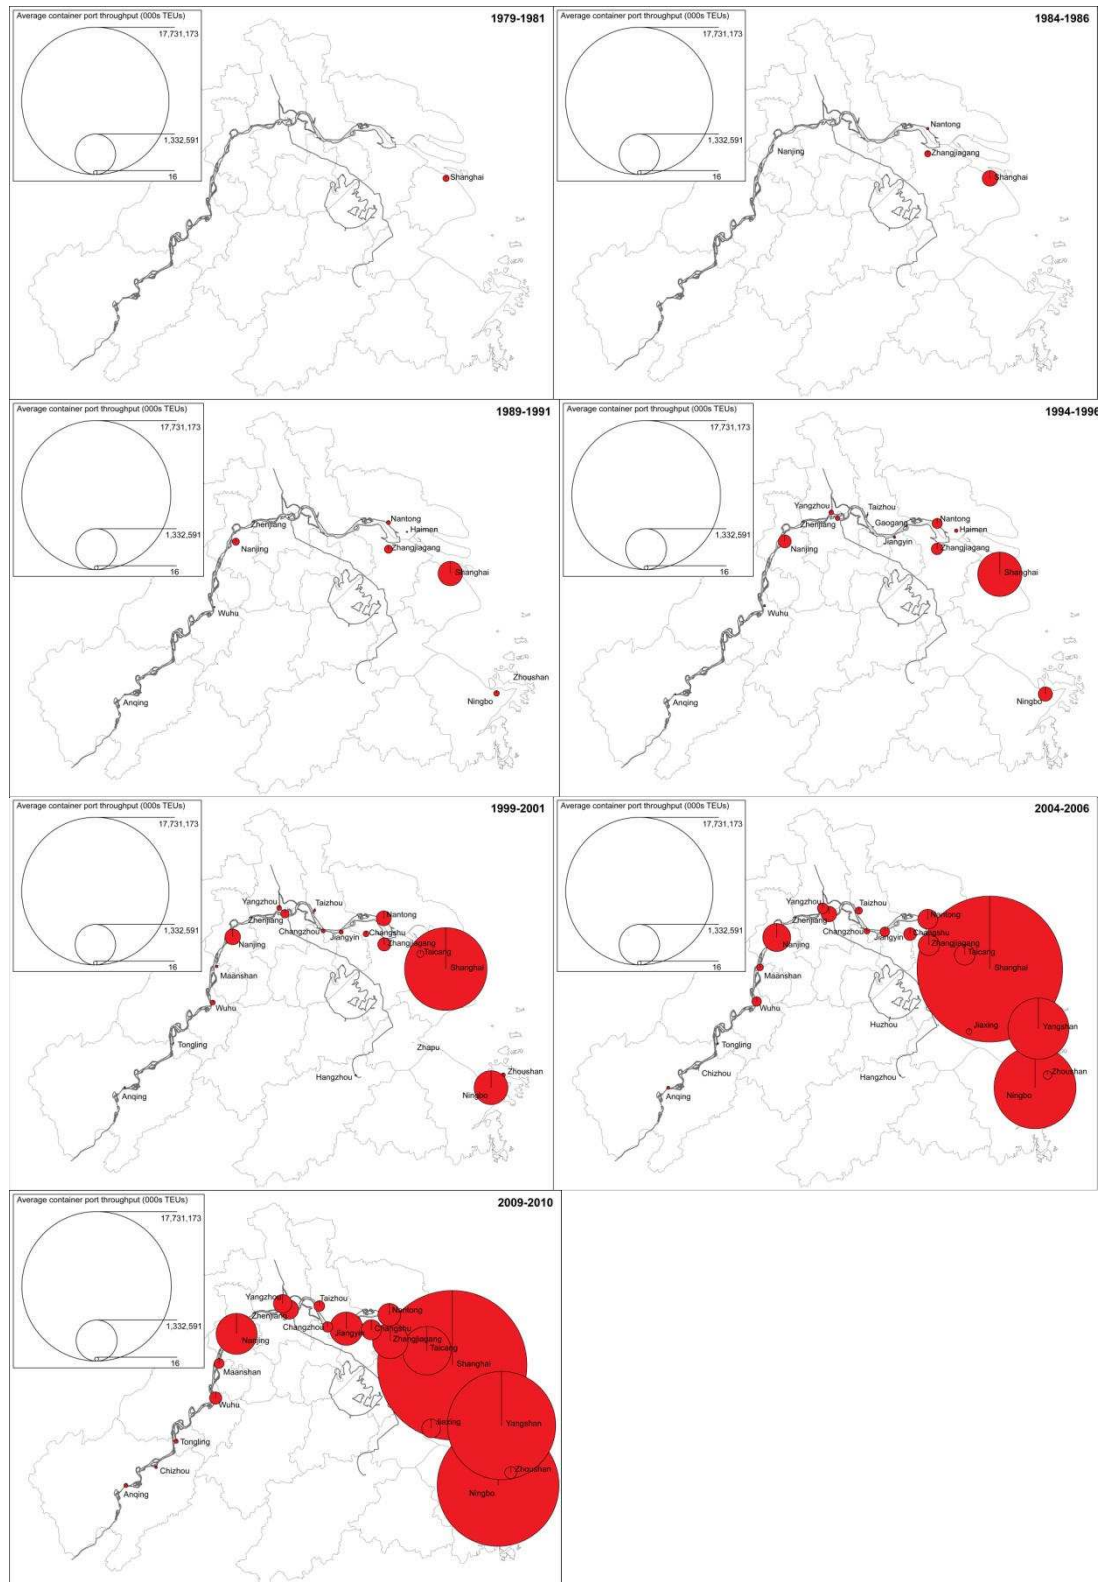 Average container port throughput (000s TEUs)
1979-1981
17,731,173
1,332,591
16
Shanghai
Average container port throughput (000s TEUs)
1984-1986
17,731,173
1,332,591
16
Nantong
Nanjing
Zhangjiagang
Shanghai
Average container port throughput (000s TEUs)
1989-1991
17,731,173
1,332,591
16
Nantong
Zhenjiang
Haimen
Nanjing
Zhangjiagang
Shanghai
Wuhu
Zhoushan
Ningbo
Anqing
Average container port throughput (000s TEUs)
1994-1996
17,731,173
1,332,591
16
Yangzhou
Taizhou
Zhenjiang
Gaogang
Nantong
Haimen
Jiangyin
Nanjing
Zhangjiagang
Shanghai
Wuhu
Ningbo
Anqing
Average container port throughput (000s TEUs)
1999-2001
17,731,173
1,332,591
16
Yangzhou
Taizhou
Zhenjiang
Nantong
Changzhou
Jiangyin
Changshu
Nanjing
Zhangjiagang
Taicang
Maanshan
Shanghai
Wuhu
Tongling
Zhapu
Hangzhou
Zhoushan
Anqing
Ningbo
Average container port throughput (000s TEUs)
2004-2006
17,731,173
1,332,591
16
Yangzhou
Taizhou
Zhenjiang
Nantong
Changzhou
Jiangyin
Changshu
Nanjing
Zhangjiagang
Taicang
Maanshan
Shanghai
Wuhu
Huzhou
Jiaxing
Yangshan
Tongling
Chizhou
Hangzhou
Zhoushan
Anqing
Ningbo
Average container port throughput (000s TEUs)
2009-2010
17,731,173
1,332,591
16
Yangzhou
Taizhou
Zhenjiang
Nantong
Changzhou
Jiangyin
Changshu
Nanjing
Zhangjiagang
Taicang
Maanshan
Shanghai
Wuhu
Jiaxing
Yangshan
Tongling
Chizhou
Zhoushan
Anqing
Ningbo